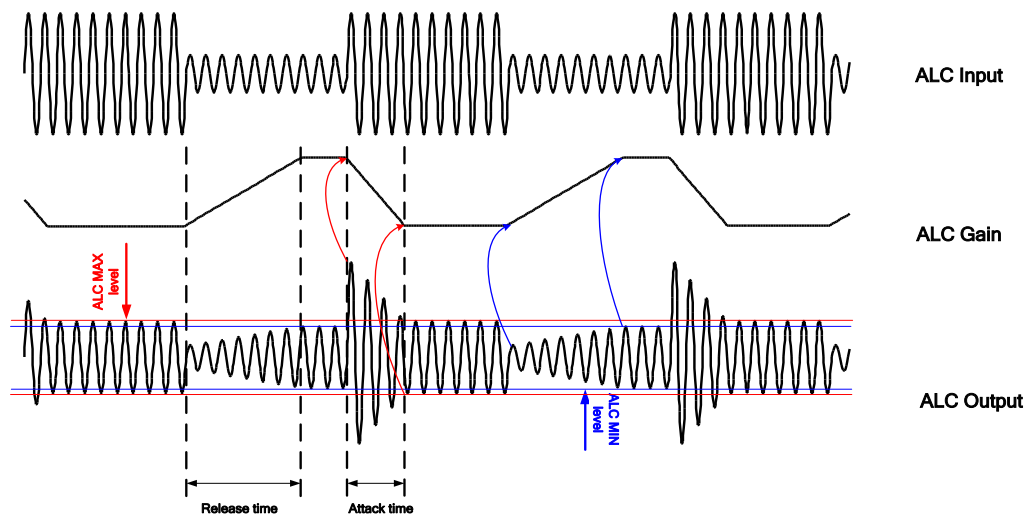 ALC Input
ALC Gain
ALC MAX
level
ALC MIN
level
ALC Output
Release time
Attack time